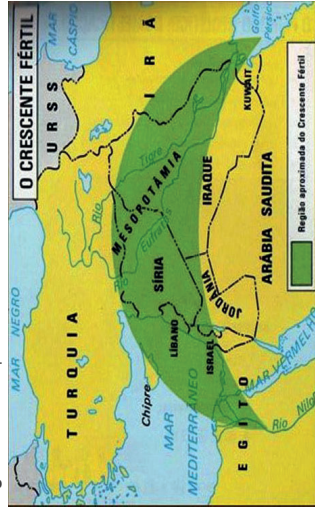 O CRESCENTE FÉRTIL
MAR NEGRO
MAR
CÁSPIO
URSS
TURQUIA
IRÃ
Rio
Tigre
MESOPOTÂMIA
Rio
Eufrates
Chipre
SÍRIA
LÍBANO
IRAQUE
MAR
MEDITERRÂNEO
ISRAEL
JORDÂNIA
KUWAIT
Golfo
Pérsico
ARÁBIA SAUDITA
EGITO
MAR VERMELHO
Rio
Nilo
Região aproximada do Crescente Fértil